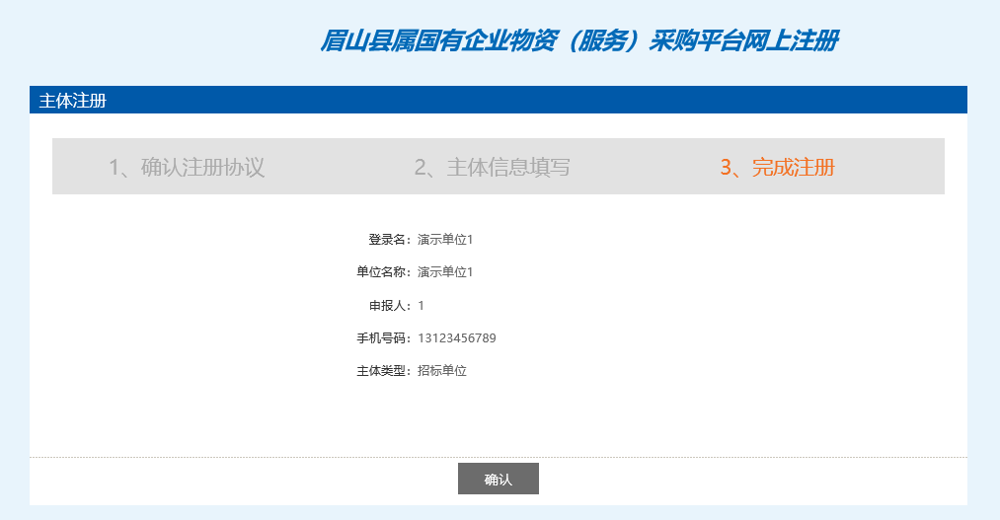 眉山县属国有企业物资（服务）采购平台网上注册
主体注册
1、确认注册协议 2、主体信息填写 3、完成注册
登录名：演示单位1
单位名称：演示单位1
申报人：1
手机号码：13123456789
主体类型：招标单位
确认